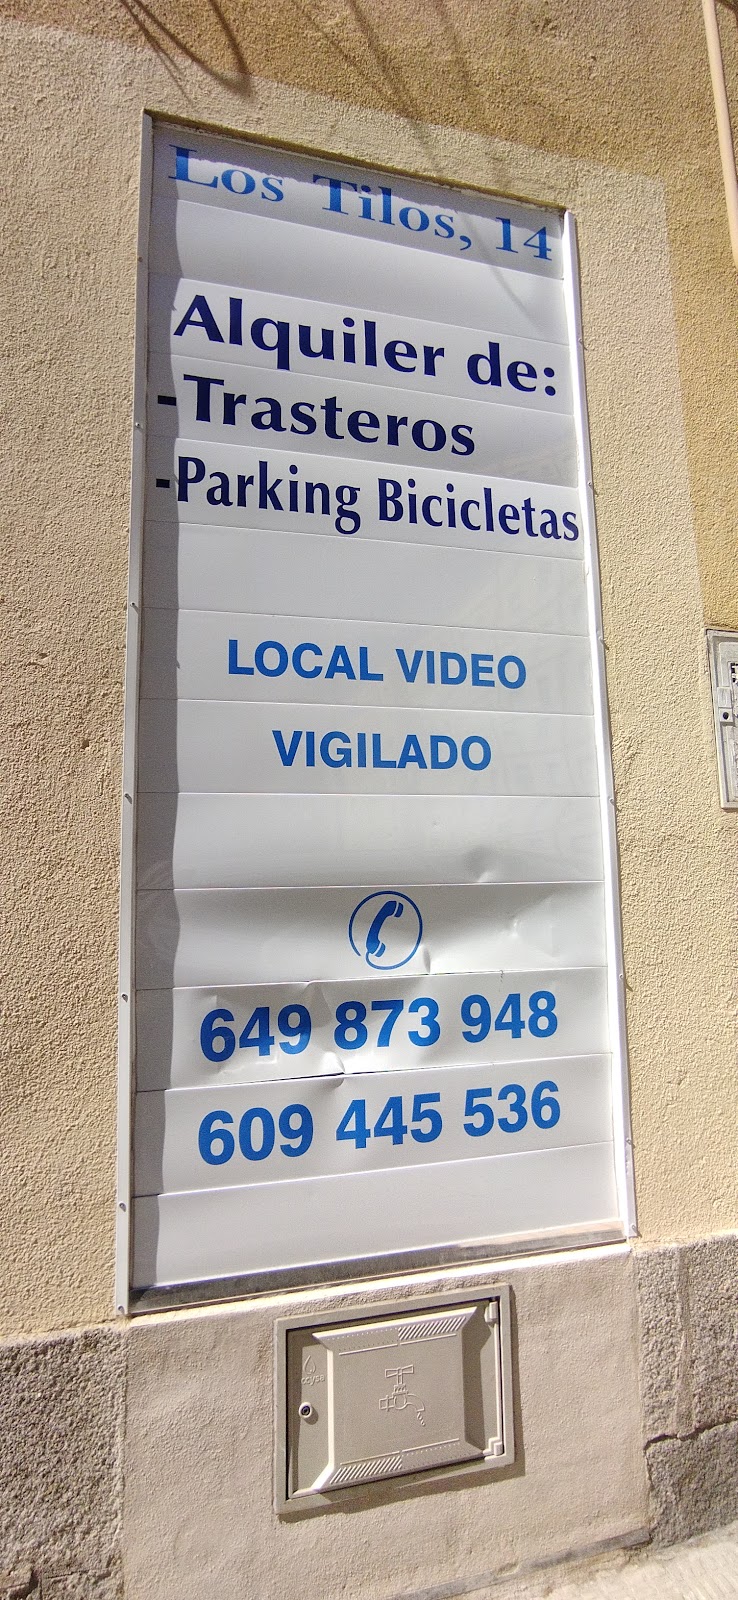 Los Tilos, 14
Alquiler de:
-Trasteros
-Parking Bicicletas
LOCAL VIDEO
VIGILADO
649 873 948
609 445 536